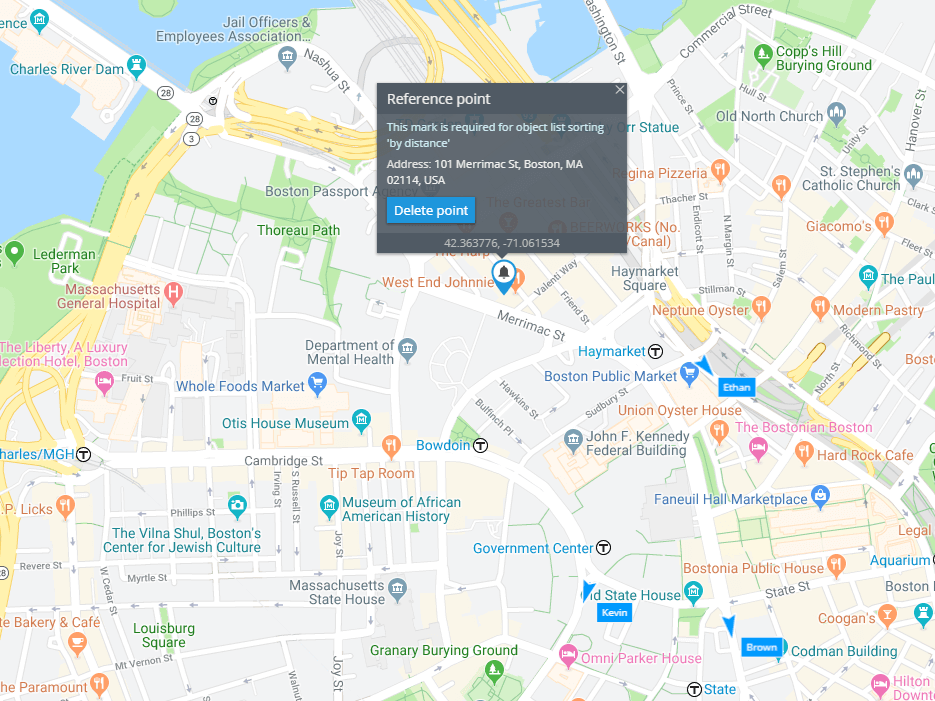 ence
Jail Officers &
Employees Association...
Charles River Dam
Nashua St
28
28
3
Washington St
Commercial Street
Copp's Hill
Burying Ground
Prince St
Hull St
Old North Church
Unity St
Hanover St
Reference point
This mark is required for object list sorting
'by distance'
Address: 101 Merrimac St, Boston, MA
02114, USA
Delete point
42.363776, -71.061534
Orr Statue
Boston Passport Agency
The Greatest Bar
BEERWORKS (No.
/Canal)
The Harp
Regina Pizzeria
Thacher St
St. Stephen's
Catholic Church
Endicott St
N Margin St
Giacomo's
Fleet St
Thoreau Path
Lederman
Park
Massachusetts
General Hospital
West End Johnnie
Valenti Way
Friend St
Merrimac St
Haymarket
Square
Stillman St
Salem St
The Paul
Neptune Oyster
Modern Pastry
The Liberty, A Luxury
lection Hotel, Boston
Fruit St
Department of
Mental Health
Haymarket
Richmond St
North St
Bosto
Whole Foods Market
Boston Public Market
Ethan
Hawkins St
Bulfinch Pl
Sudbury St
Union Oyster House
Otis House Museum
The Bostonian Boston
Bowdoin
John F. Kennedy
Federal Building
Hard Rock Cafe
harles/MGH
Cambridge St
Tip Tap Room
Irving St
S Russell St
Faneuil Hall Marketplace
.P. Licks
Phillips St
Museum of African
American History
The Vilna Shul, Boston's
Center for Jewish Culture
Joy St
Legal
Government Center
Revere St
Myrtle St
W Cedar St
Massachusetts
State House
Bostonia Public House
Aquarium
Boston
State St
ld State House
Kevin
te Bakery & Café
Louisburg
Square
Coogan's
Brown
Codman Building
Mt Vernon St
Joy St
Walnut
Granary Burying Ground
Omni Parker House
he Paramount
State
Hilton
Downtow